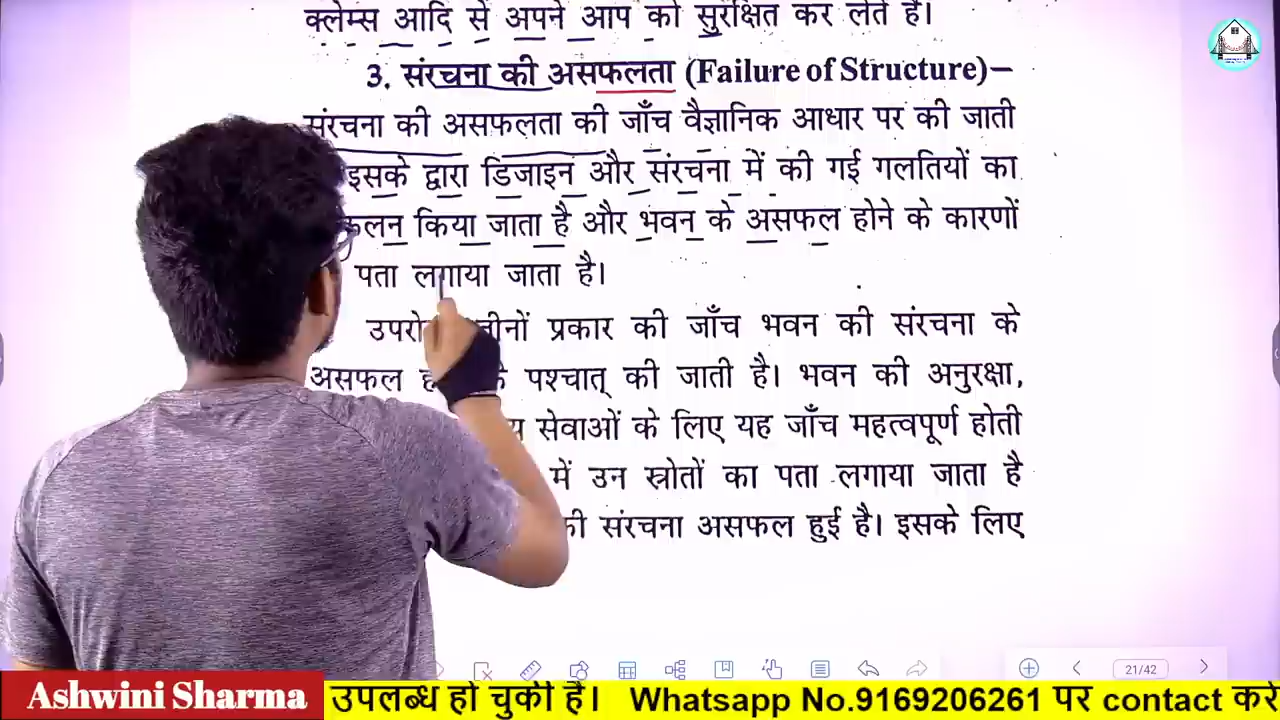 क्लेम्स आदि से अपने आप को सुरक्षित कर लेते हैं।
3. संरचना की असफलता (Failure of Structure)—
संरचना की असफलता की जाँच वैज्ञानिक आधार पर की जाती
इसके द्वारा डिजाइन और संरचना में की गई गलतियों का
कलन किया जाता है और भवन के असफल होने के कारणों
पता लगाया जाता है।
प्रकार की जाँच भवन की संरचना के
असफल पश्चात् की जाती है। भवन की अनुरक्षा,
सेवाओं के लिए यह जाँच महत्वपूर्ण होती
में उन स्रोतों का पता लगाया जाता है
की संरचना असफल हुई है। इसके लिए
21/42
Ashwini Sharma उपलब्ध हो चुकी है। Whatsapp No.9169206261 पर contact करे